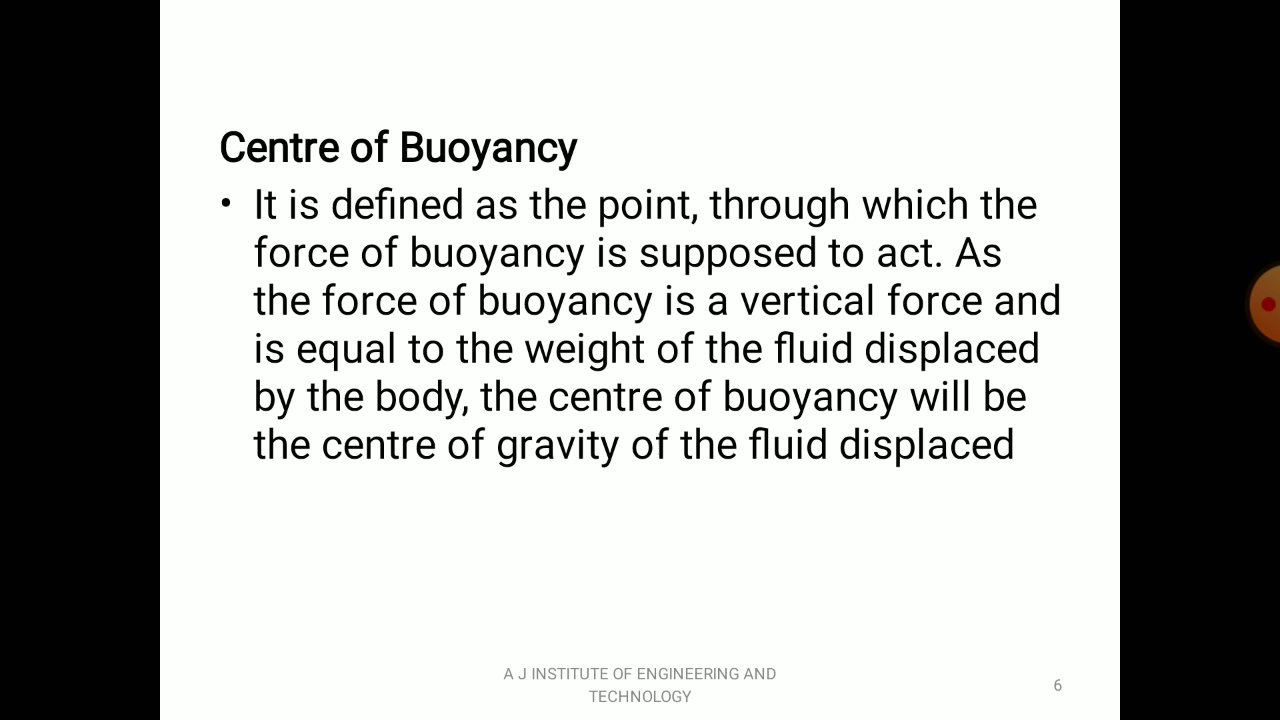 Centre of Buoyancy
• It is defined as the point, through which the
force of buoyancy is supposed to act. As
the force of buoyancy is a vertical force and
is equal to the weight of the fluid displaced
by the body, the centre of buoyancy will be
the centre of gravity of the fluid displaced
A J INSTITUTE OF ENGINEERING AND
TECHNOLOGY
6